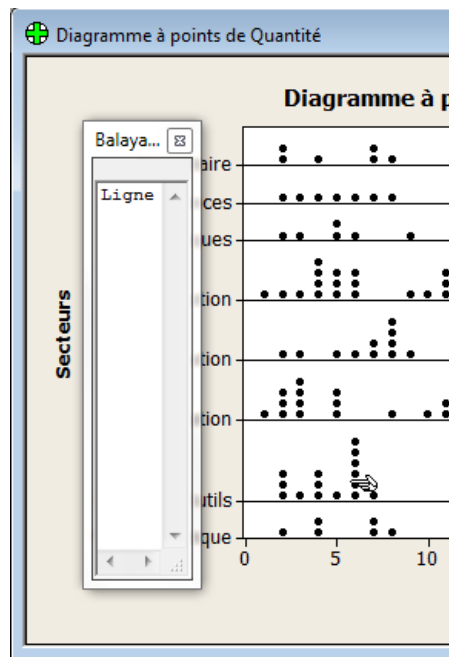 Diagramme à points de Quantité
Diagramme à p
Balaya...
Ligne
aire
ces
ues
tion
tion
tion
utils
que
Secteurs
0 5 10